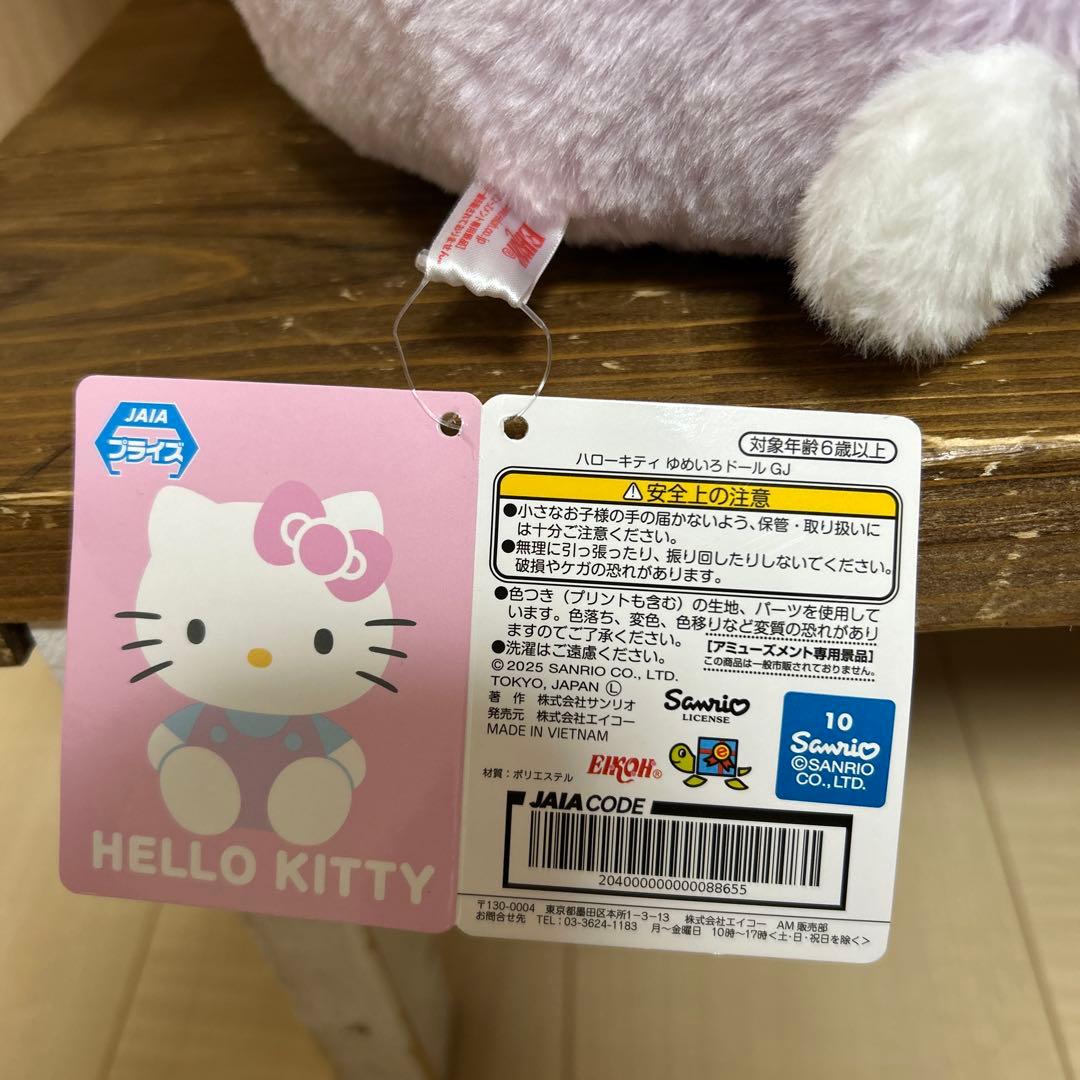 JAIA
プライズ
HELLO KITTY
対象年齢6歳以上
ハローキティ ゆめいろドール GJ
⚠安全上の注意
●小さなお子様の手の届かないよう、保管・取り扱いに
は十分ご注意ください。
●無理に引っ張ったり、振り回したりしないでください。
破損やケガの恐れがあります。
●色つき（プリントも含む）の生地、パーツを使用して
います。色落ち、変色、色移りなど変質の恐れがあり
ますのでご了承ください。
●洗濯はご遠慮ください。
【アミューズメント専用景品】
この商品は一般市販されておりません。
©2025 SANRIO CO., LTD.
TOKYO, JAPAN Ⓛ
著 作 株式会社サンリオ
発売元 株式会社エイコー
MADE IN VIETNAM
Sanrio
LICENSE
10
Sanrio
©SANRIO
CO., LTD.
材質：ポリエステル
EIKOH®
JAIA CODE
204000000000088655
〒130-0004 東京都墨田区本所1-3-13 株式会社エイコー AM販売部
お問合せ先 TEL：03-3624-1183 月～金曜日 10時～17時＜土・日・祝日を除く＞